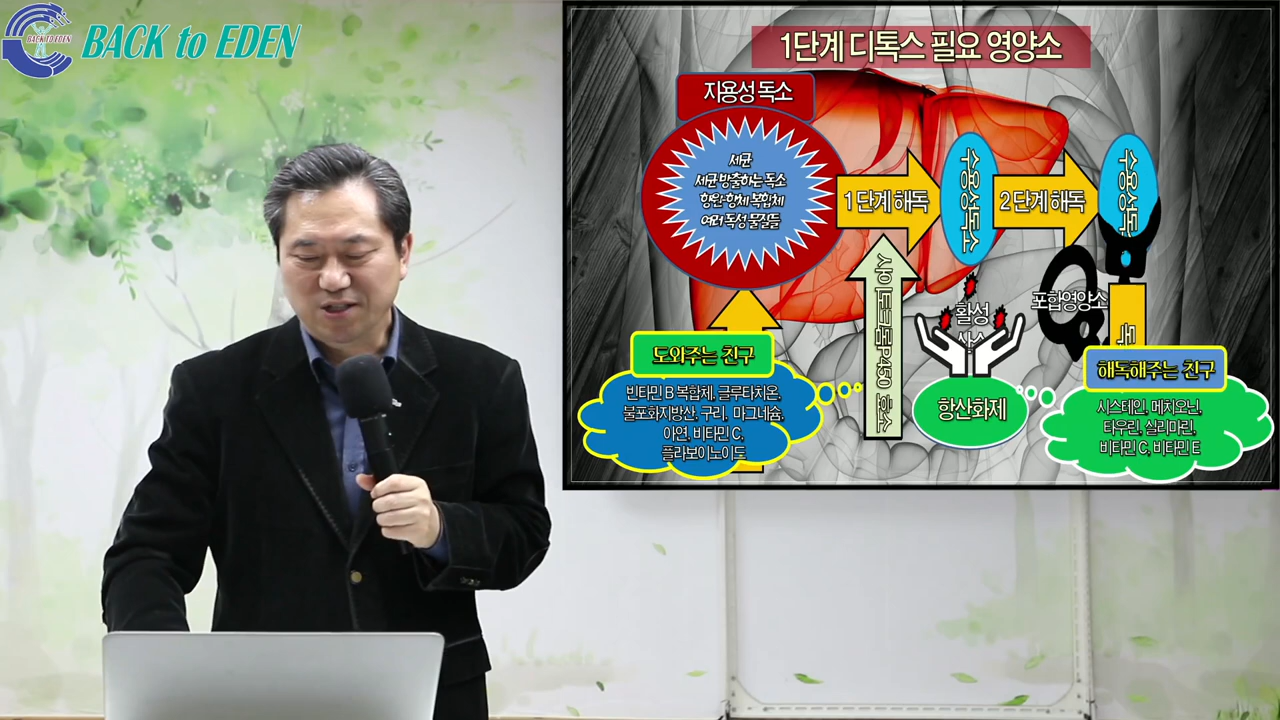 BACK TO EDEN
BACK to EDEN
1단계 디톡스 필요 영양소
지용성 독소
세균
세균 방출하는 독소
항원-항체 복합체
여러 독성 물질들
1단계 해독
수용성독소
2단계 해독
수용성독
사이토크롬P450 효소
활성
포합영양소
도와주는 친구
빈타민 B 복합체, 글루타치온,
불포화지방산, 구리, 마그네슘,
아연, 비타민 C,
플라보이노이도
항산화제
해독해주는 친구
시스테인, 메치오닌,
타우린, 실리마린,
비타민 C, 비타민 E